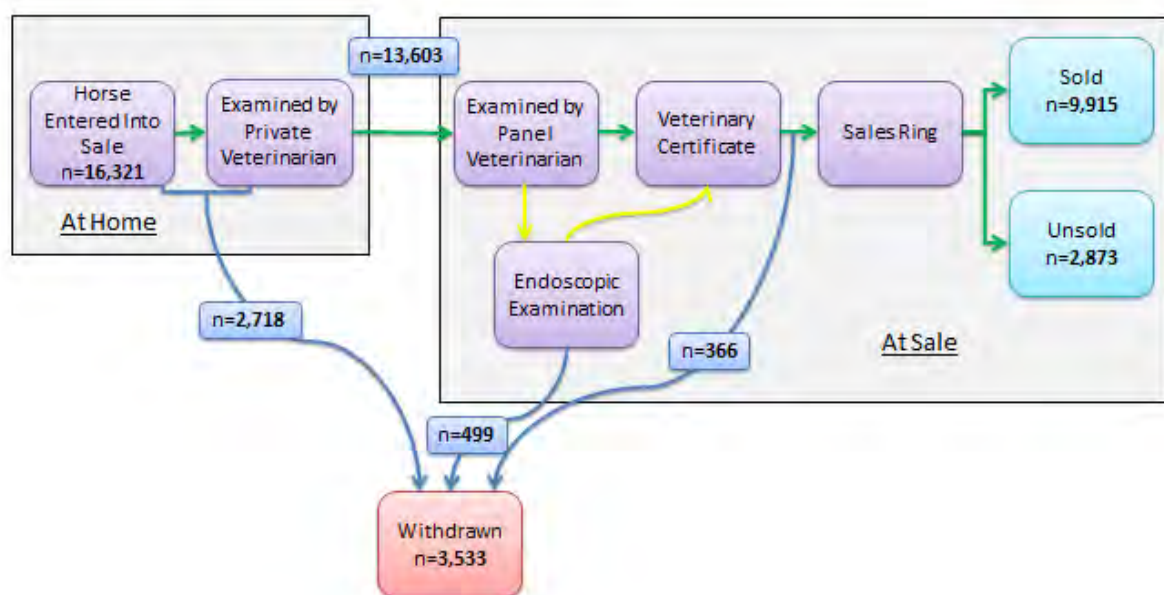 Horse
Entered Into
Sale
n=16,321
Examined by
Private
Veterinarian
At Home
n=13,603
Examined by
Panel
Veterinarian
Veterinary
Certificate
Sales Ring
Sold
n=9,915
Unsold
n=2,873
Endoscopic
Examination
At Sale
n=2,718
n=366
n=499
Withdrawn
n=3,533